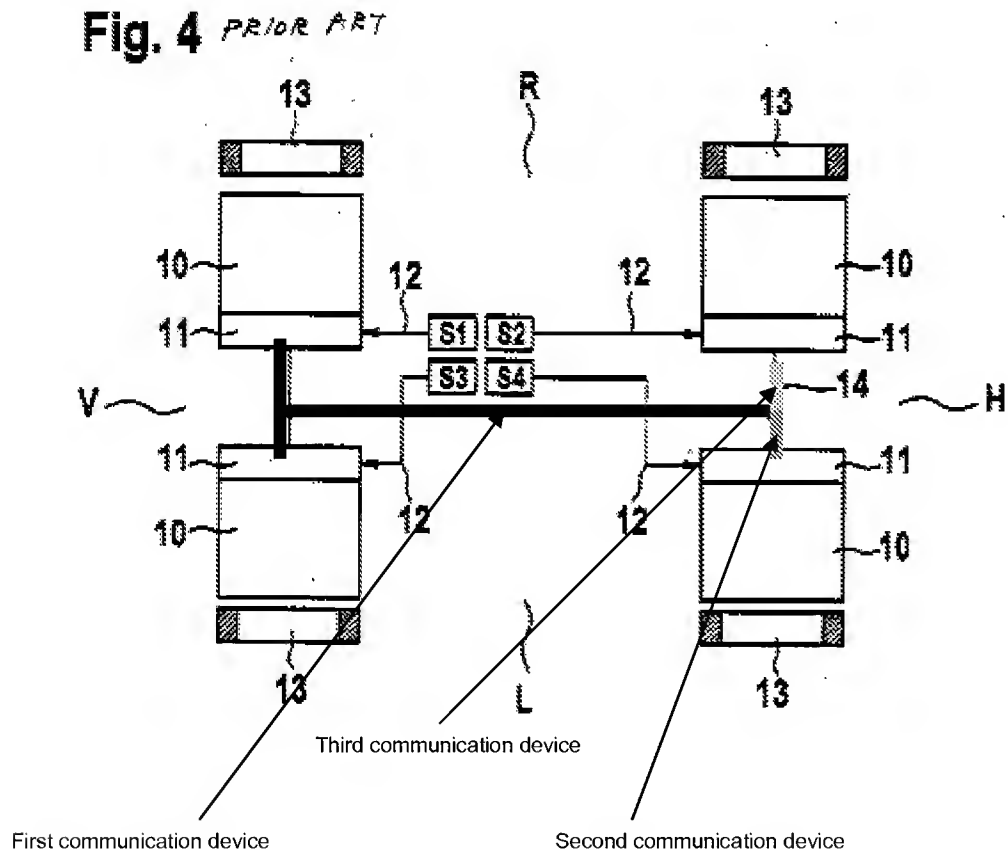 Fig. 4 PRIOR ART
13 R 13
10 12 12 10
11 S1 S2 11
S3 S4 14
V H
11 11
10 12 12 10
13 L 13
Third communication device
First communication device Second communication device